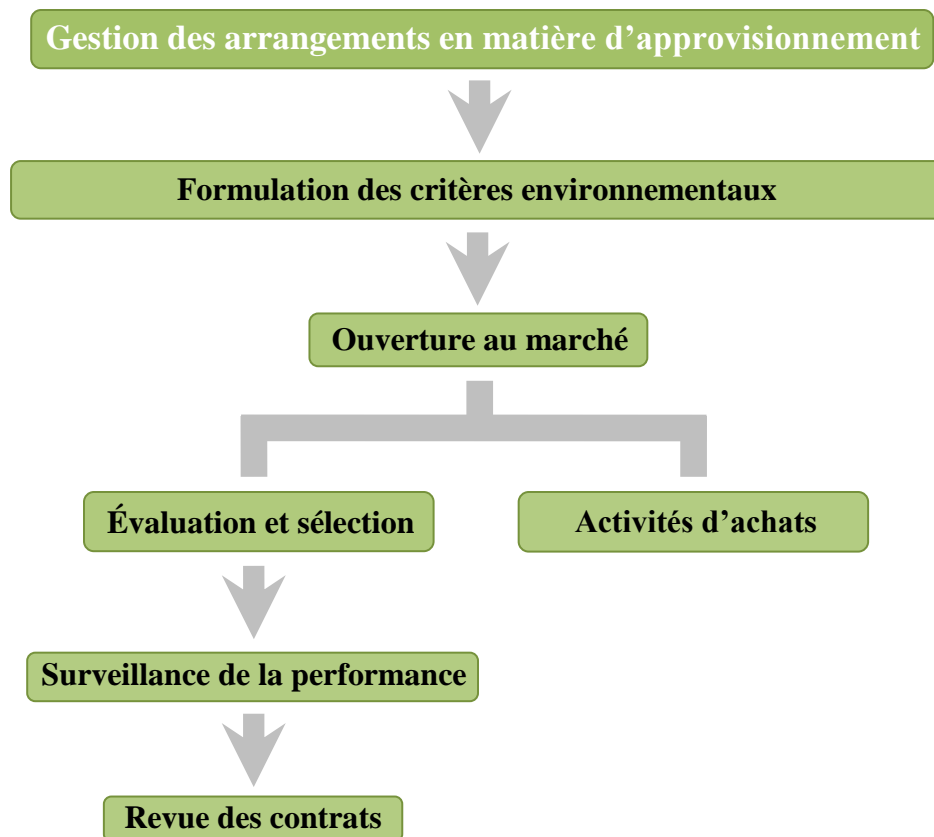 Gestion des arrangements en matière d’approvisionnement
Formulation des critères environnementaux
Ouverture au marché
Évaluation et sélection
Activités d’achats
Surveillance de la performance
Revue des contrats